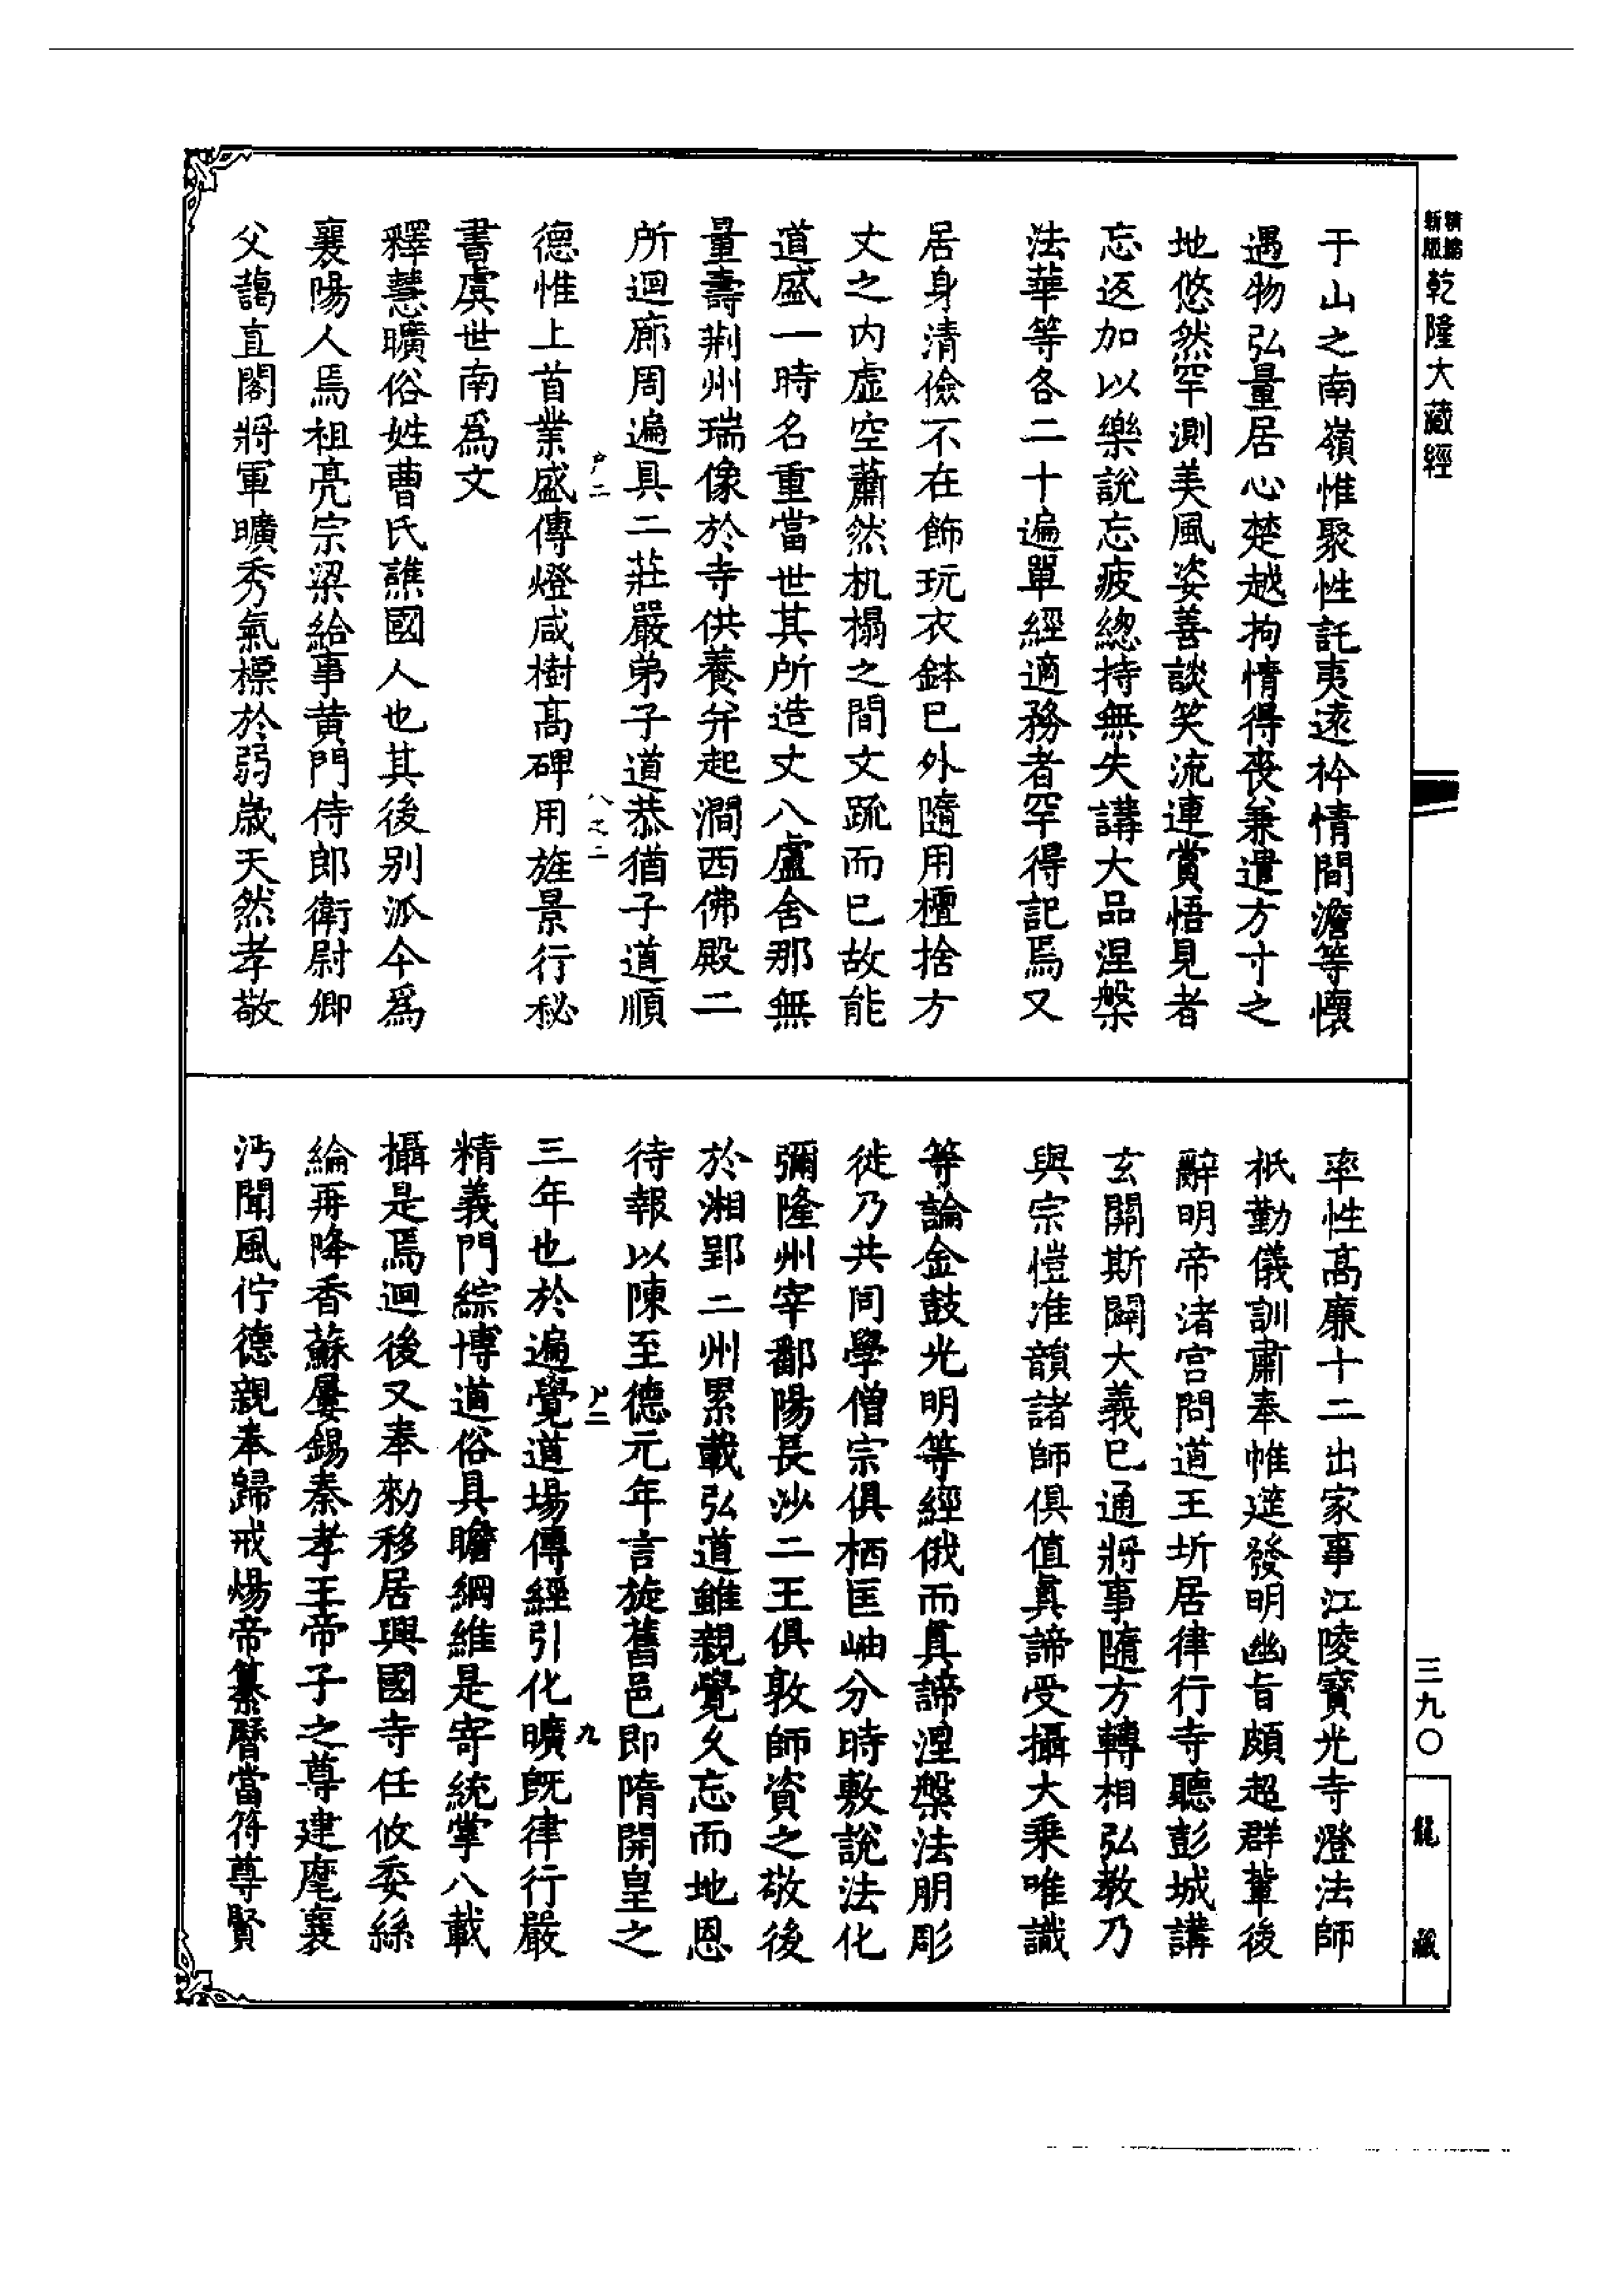 新編
新版
乾隆大藏經
于山之南嶺惟聚性託夷遠衿情間澹等懷
遇物弘量居心楚越拘情得喪兼遣方寸之
地悠然罕測美風姿善談笑流連賞悟見者
忘返加以樂說忘疲總持無失講大品涅槃
法華等各二十遍單經適務者罕得記焉又
居身清儉不在飾玩衣鉢已外隨用檀捨方
丈之內虛空蕭然机榻之間文疏而已故能
道盛一時名重當世其所造丈八盧舍那無
量壽荆州瑞像於寺供養并起澗西佛殿二
所迴廊周遍具二莊嚴弟子道恭猶子道順
德惟上首業盛傳燈咸樹高碑用旌景行秘
書虞世南爲文
釋慧曠俗姓曹氏譙國人也其後別派今爲
襄陽人焉祖亮宗梁給事黄門侍郎衛尉卿
父藹直閣將軍曠秀氣標於弱歲天然孝敬
率性高廉十二出家事江陵寶光寺澄法師
祇勤儀訓肅奉帷筵發明幽旨頗超群輩後
辭明帝渚宮問道王圻居律行寺聽彭城講
玄關斯闢大義已通將事隨方轉相弘教乃
與宗愷准韻諸師俱值真諦受攝大乘唯識
等論金鼓光明等經俄而真諦涅槃法朋彫
徙乃共同學僧宗俱栖匡岫分時敷說法化
彌隆州宰鄱陽長沙二王俱敦師資之敬後
於湘郢二州累載弘道雖親覺久忘而地恩
待報以陳至德元年言旋舊邑即隋開皇之
三年也於遍覺道場傳經引化曠既律行嚴
精義門綜博道俗具瞻綱維是寄統掌八載
攝是焉迴後又奉勑移居興國寺任攸委絲
綸再降香蘇屢錫秦孝王帝子之尊建麾襄
沔聞風佇德親奉歸戒煬帝纂曆當符尊賢
三九〇
龍藏